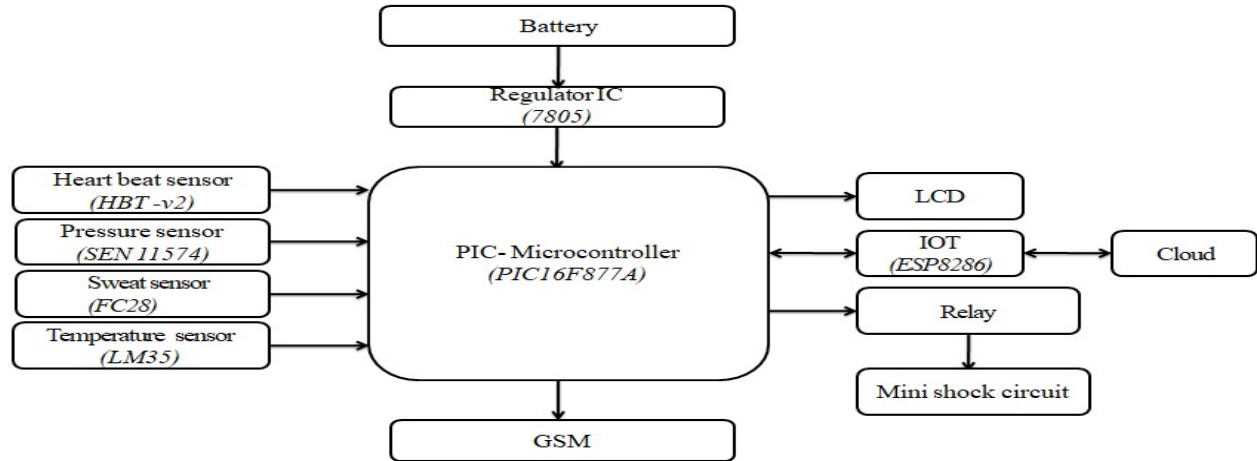 Battery
Regulator IC
(7805)
Heart beat sensor
(HBT -v2)
Pressure sensor
(SEN 11574)
Sweat sensor
(FC28)
Temperature sensor
(LM35)
PIC- Microcontroller
(PIC16F877A)
LCD
IOT
(ESP8286)
Cloud
Relay
Mini shock circuit
GSM